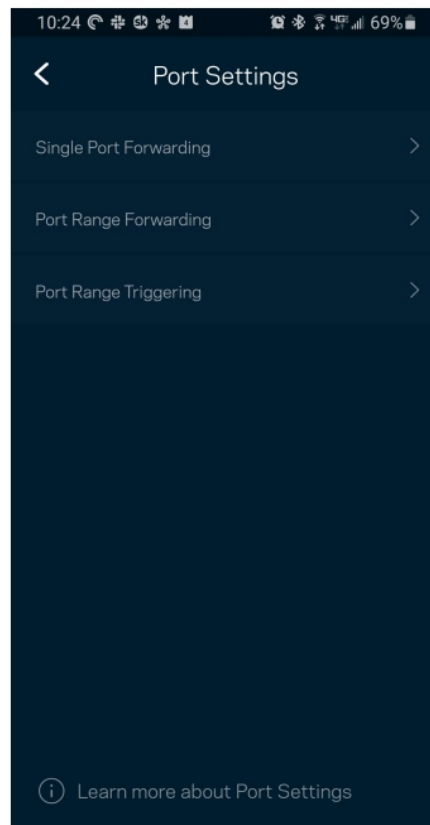 10:24 69%
Port Settings
Single Port Forwarding
Port Range Forwarding
Port Range Triggering
Learn more about Port Settings